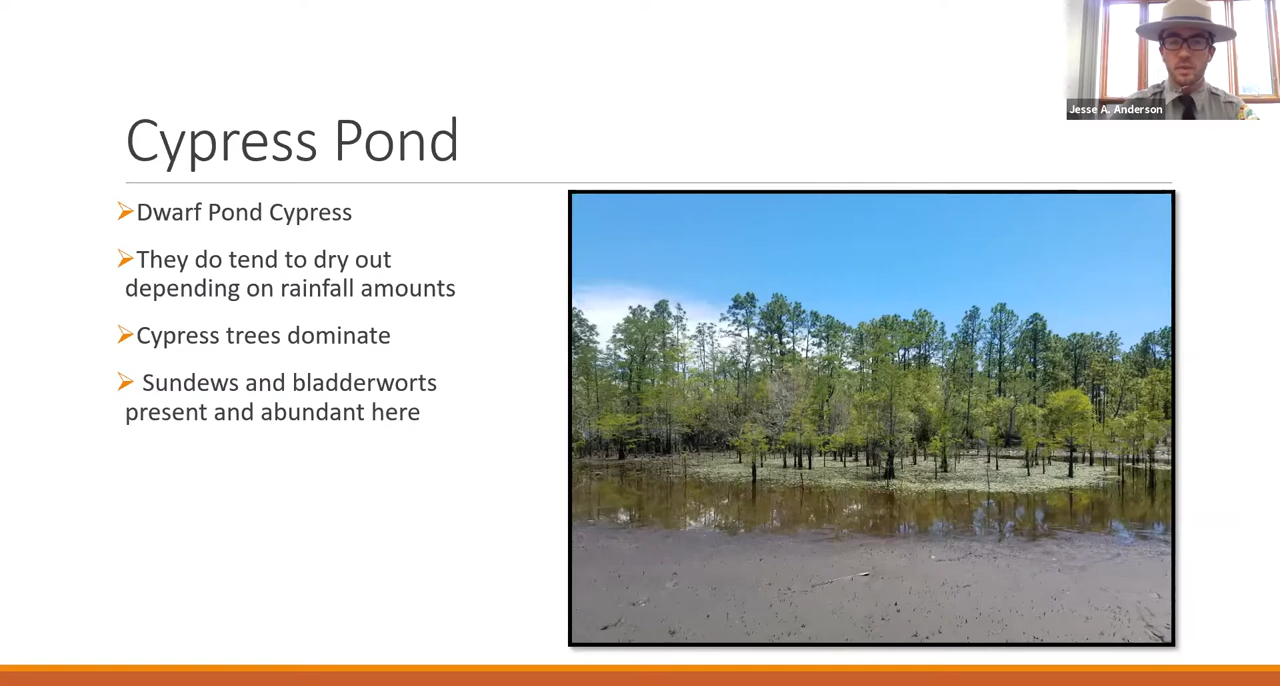 Jesse A. Anderson
Cypress Pond
Dwarf Pond Cypress
They do tend to dry out
depending on rainfall amounts
Cypress trees dominate
Sundews and bladderworts
present and abundant here